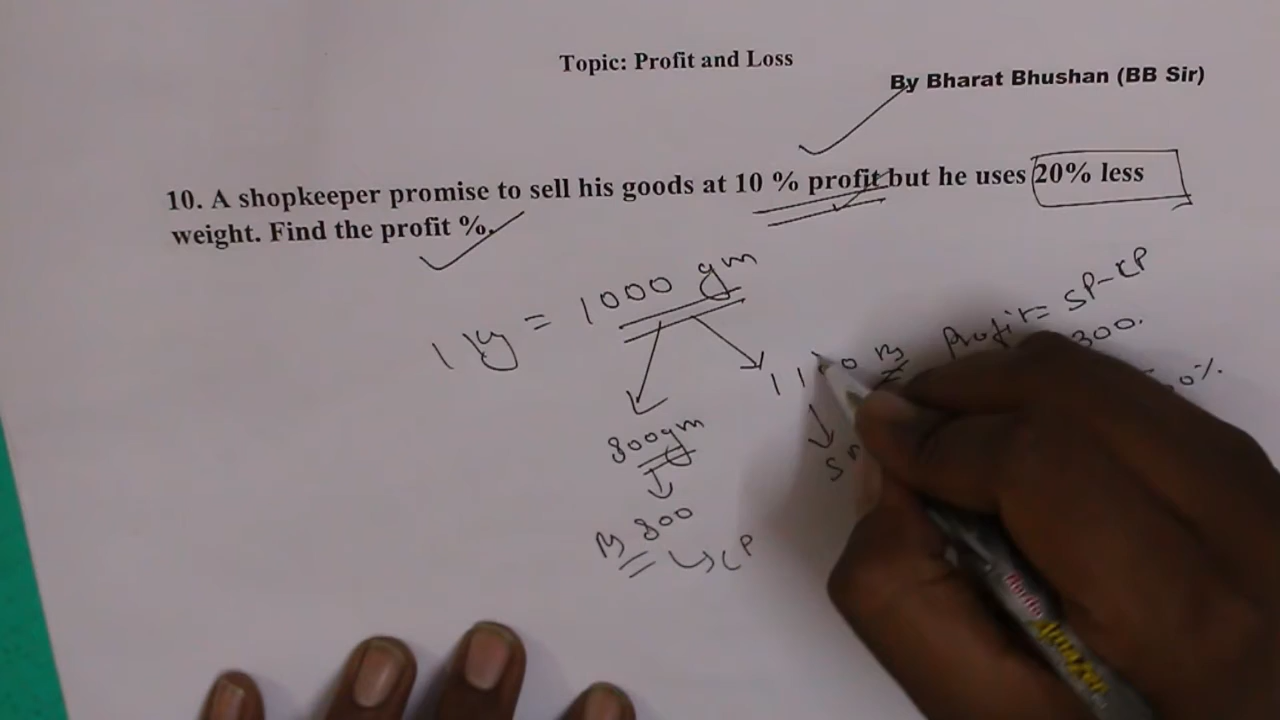 Topic: Profit and Loss
By Bharat Bhushan (BB Sir)
10. A shopkeeper promise to sell his goods at 10 % profit but he uses 20% less
weight. Find the profit %.
1 kg = 1000 gm
Profit = SP-CP
300.
0%
800gm
800
CP